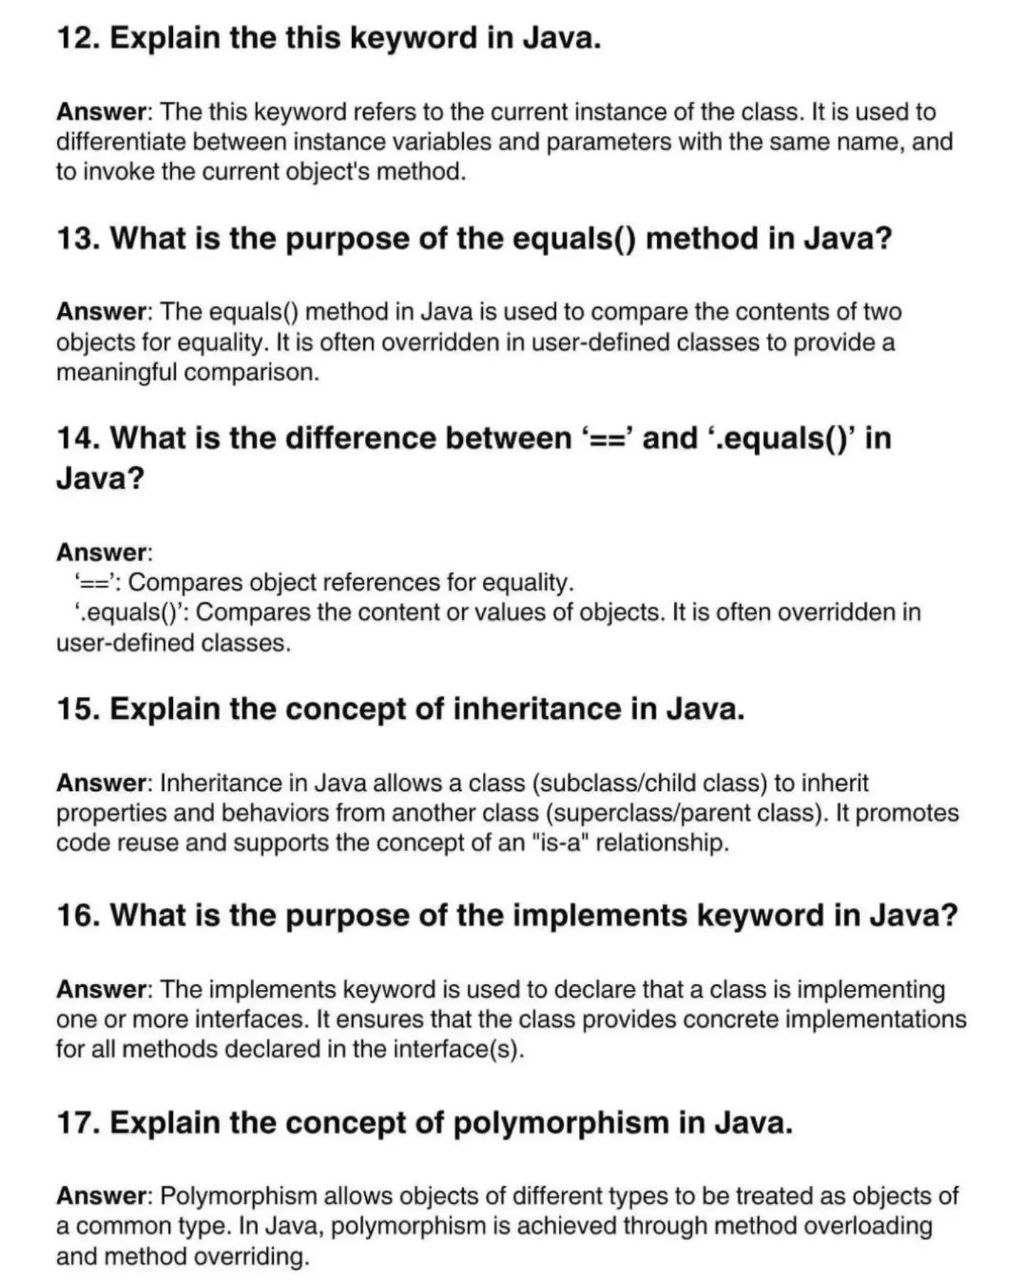 12. Explain the this keyword in Java.
Answer: The this keyword refers to the current instance of the class. It is used to
differentiate between instance variables and parameters with the same name, and
to invoke the current object's method.
13. What is the purpose of the equals() method in Java?
Answer: The equals() method in Java is used to compare the contents of two
objects for equality. It is often overridden in user-defined classes to provide a
meaningful comparison.
14. What is the difference between ‘==’ and ‘.equals()’ in
Java?
Answer:
‘==’: Compares object references for equality.
‘.equals()’: Compares the content or values of objects. It is often overridden in
user-defined classes.
15. Explain the concept of inheritance in Java.
Answer: Inheritance in Java allows a class (subclass/child class) to inherit
properties and behaviors from another class (superclass/parent class). It promotes
code reuse and supports the concept of an "is-a" relationship.
16. What is the purpose of the implements keyword in Java?
Answer: The implements keyword is used to declare that a class is implementing
one or more interfaces. It ensures that the class provides concrete implementations
for all methods declared in the interface(s).
17. Explain the concept of polymorphism in Java.
Answer: Polymorphism allows objects of different types to be treated as objects of
a common type. In Java, polymorphism is achieved through method overloading
and method overriding.